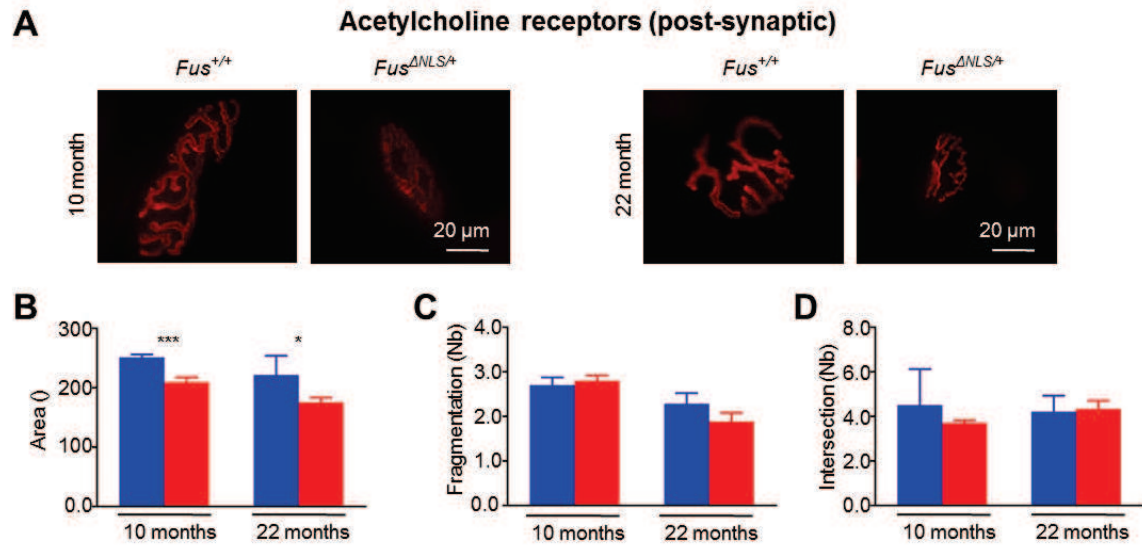 A
Acetylcholine receptors (post-synaptic)
Fus+/+
FusΔNLS/+
Fus+/+
FusΔNLS/+
10 month
20 µm
22 month
20 µm
B
Area ()
300
200
100
0.0
***
*
10 months
22 months
C
Fragmentation (Nb)
4.0
3.0
2.0
1.0
0.0
10 months
22 months
D
Intersection (Nb)
8.0
6.0
4.0
2.0
0.0
10 months
22 months